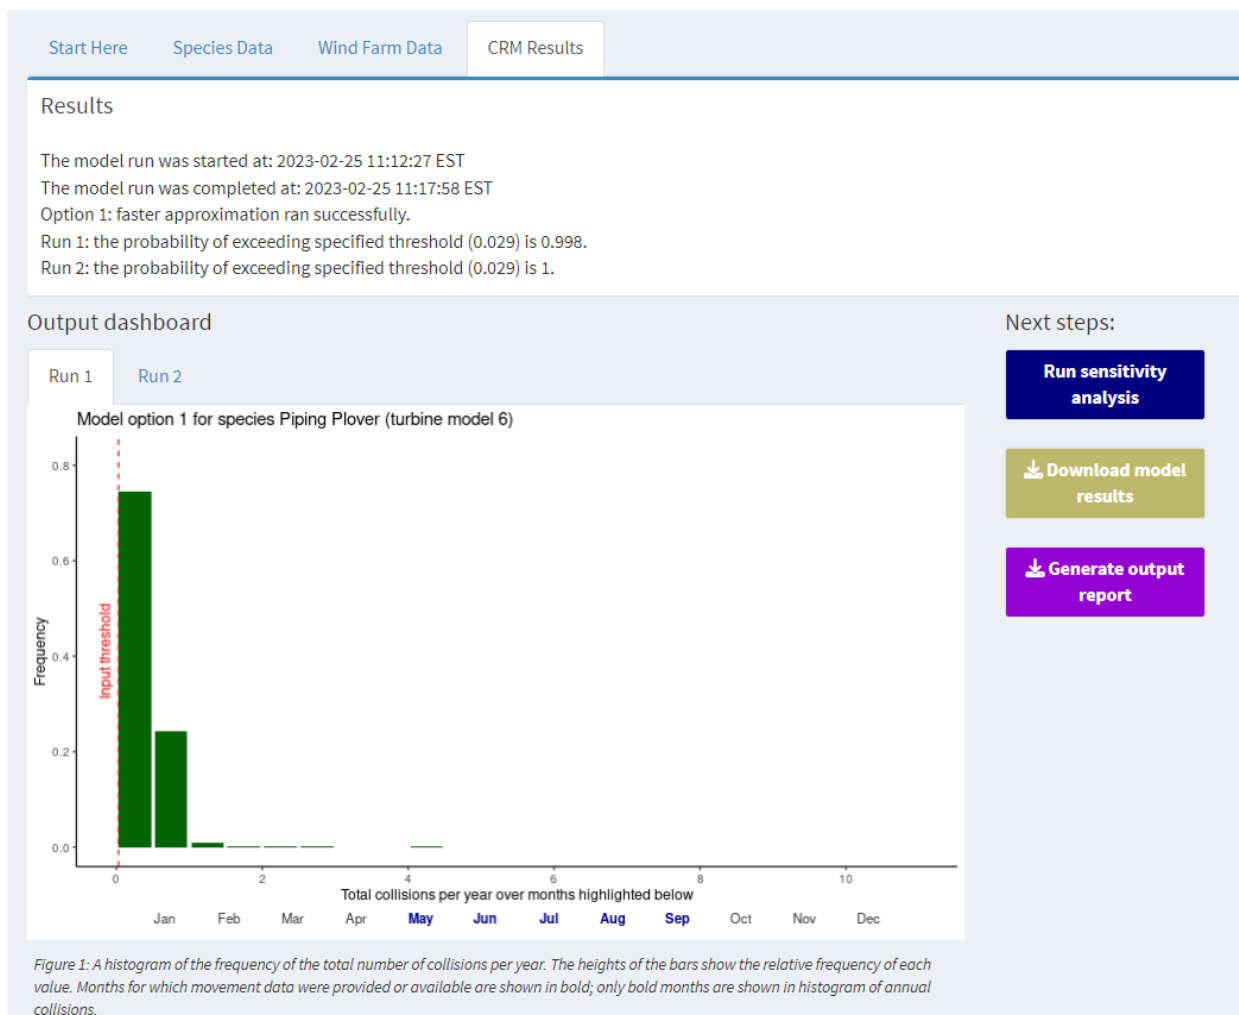 Start Here Species Data Wind Farm Data CRM Results
Results
The model run was started at: 2023-02-25 11:12:27 EST
The model run was completed at: 2023-02-25 11:17:58 EST
Option 1: faster approximation ran successfully.
Run 1: the probability of exceeding specified threshold (0.029) is 0.998.
Run 2: the probability of exceeding specified threshold (0.029) is 1.
Output dashboard
Run 1 Run 2
Model option 1 for species Piping Plover (turbine model 6)
0.8
0.6
0.4
0.2
0.0
Frequency
Input threshold
0 2 4 6 8 10
Total collisions per year over months highlighted below
Jan Feb Mar Apr May Jun Jul Aug Sep Oct Nov Dec
Figure 1: A histogram of the frequency of the total number of collisions per year. The heights of the bars show the relative frequency of each
value. Months for which movement data were provided or available are shown in bold; only bold months are shown in histogram of annual
collisions.
Next steps:
Run sensitivity
analysis
Download model
results
Generate output
report